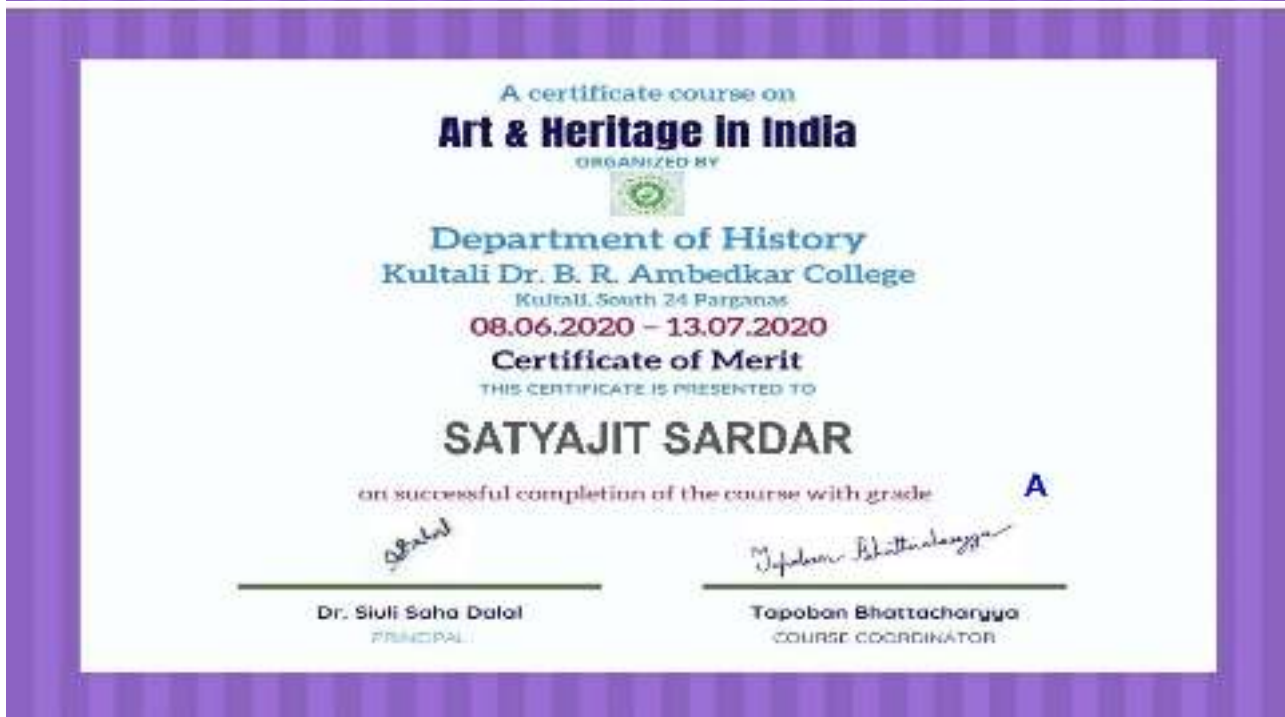 A certificate course on
Art & Heritage in India
ORGANIZED BY
Department of History
Kultali Dr. B. R. Ambedkar College
Kultali, South 24 Parganas
08.06.2020 – 13.07.2020
Certificate of Merit
THIS CERTIFICATE IS PRESENTED TO
SATYAJIT SARDAR
on successful completion of the course with grade A
Tapoban Bhattacharyya
Dr. Siuli Saha Dalal Tapoban Bhattacharyya
PRINCIPAL COURSE COORDINATOR